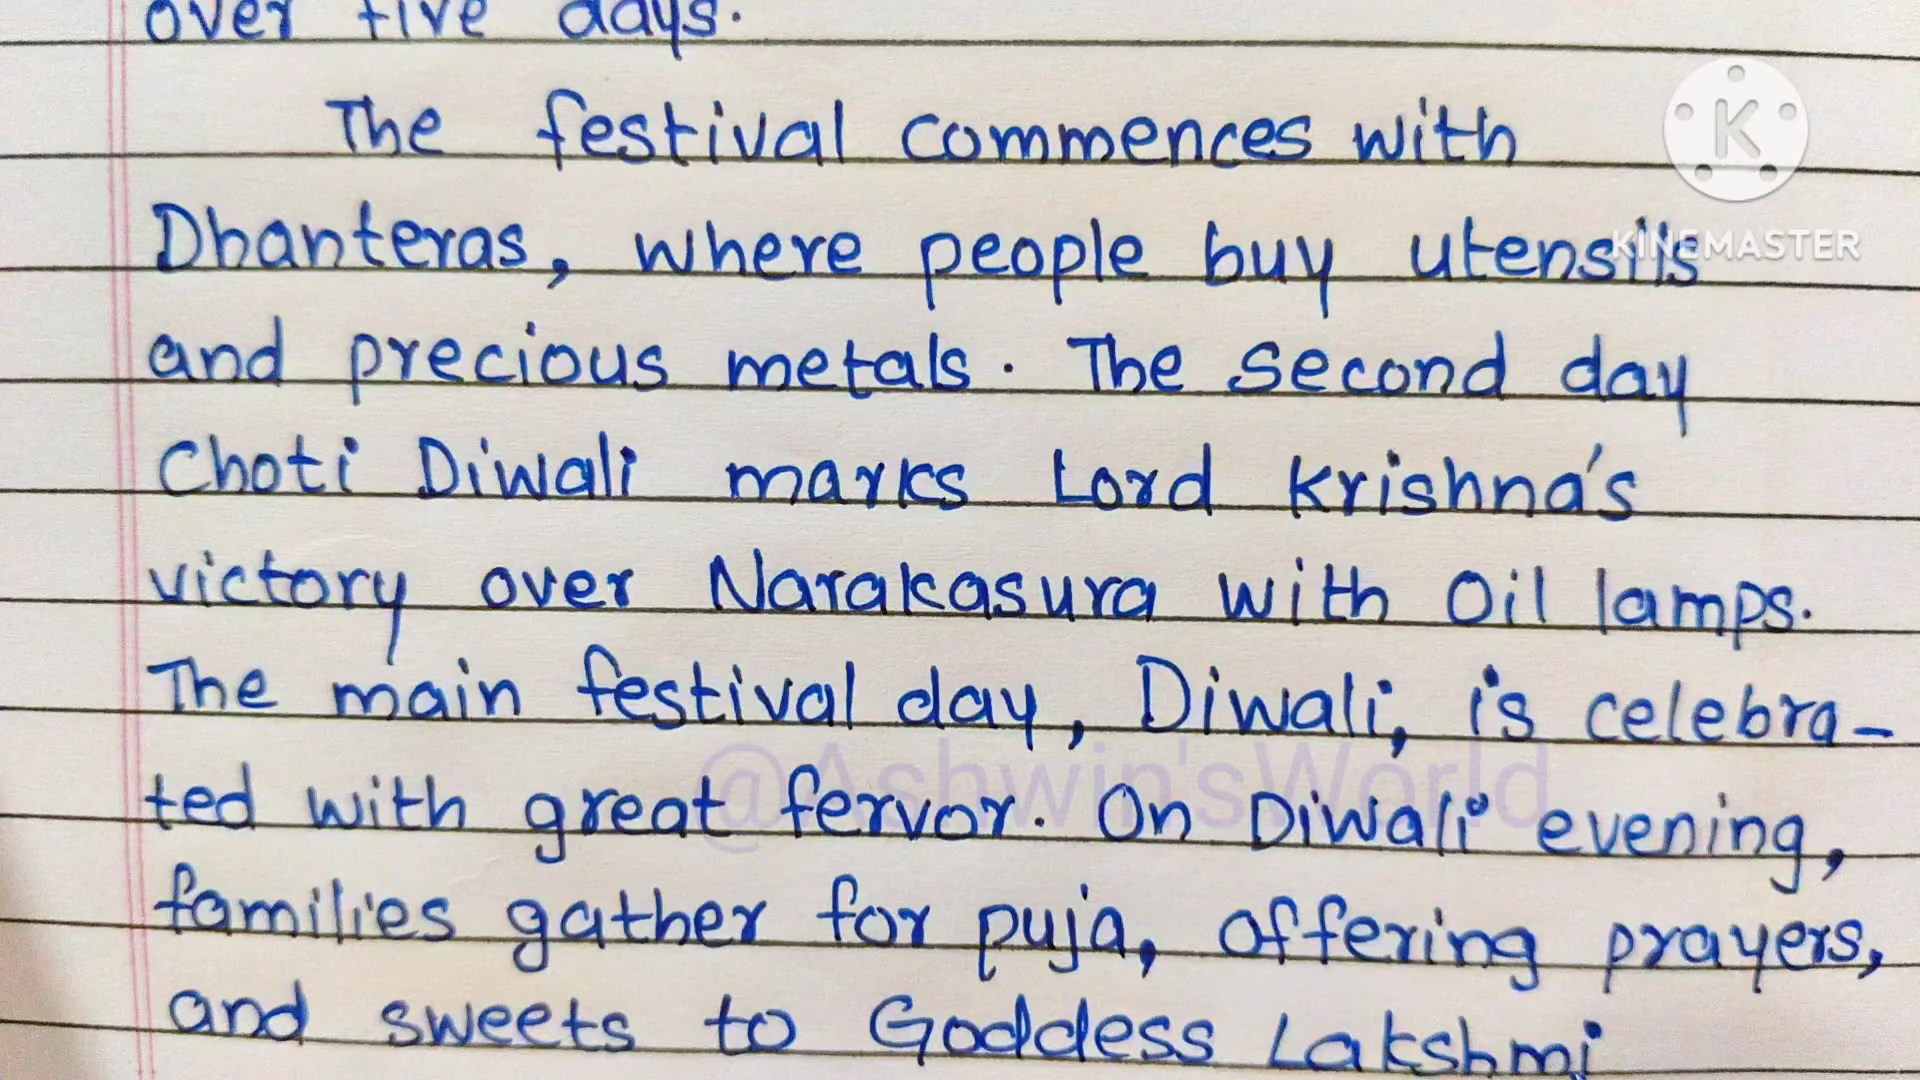 over five days.
The festival commences with
Dhanteras, where people buy utensils
and precious metals. The second day
Choti Diwali marks Lord Krishna's
victory over Narakasura with Oil lamps.
The main festival day, Diwali, is celebra-
ted with great fervor. On Diwali evening,
families gather for puja, offering prayers,
and sweets to Goddess Lakshmi
K
KINEMASTER
@Ashwin'sWorld